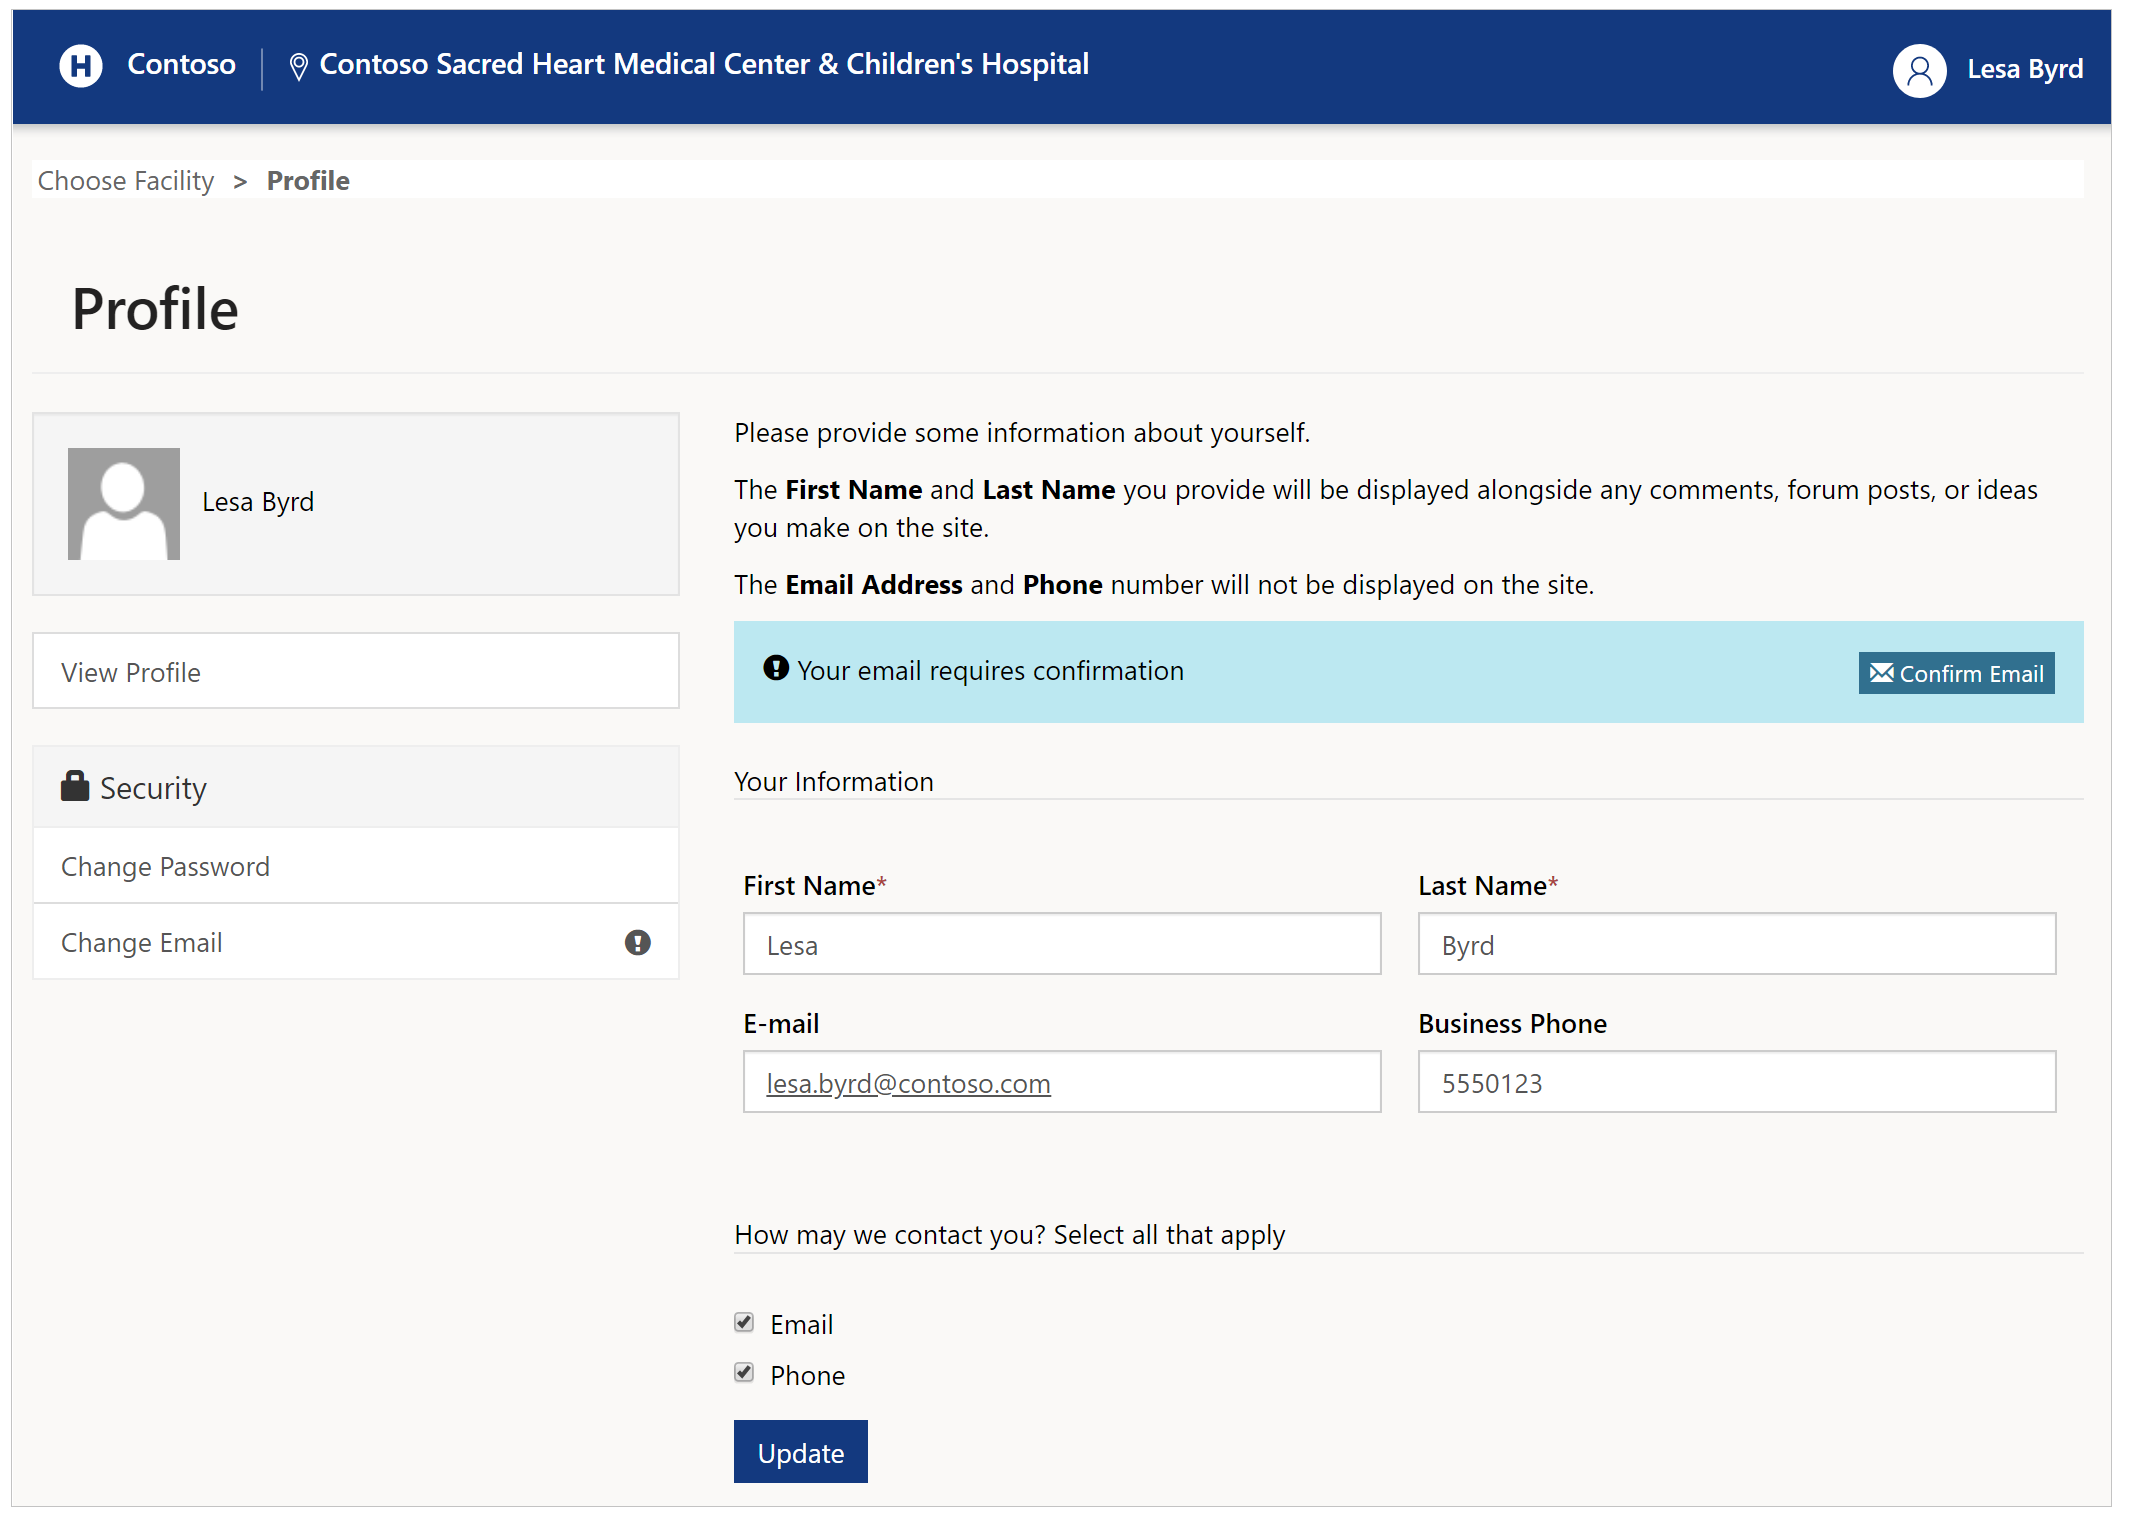 H Contoso Contoso Sacred Heart Medical Center & Children's Hospital Lesa Byrd
Choose Facility > Profile
Profile
Lesa Byrd
View Profile
Security
Change Password
Change Email
Please provide some information about yourself.
The First Name and Last Name you provide will be displayed alongside any comments, forum posts, or ideas
you make on the site.
The Email Address and Phone number will not be displayed on the site.
Your email requires confirmation Confirm Email
Your Information
First Name* Last Name*
Lesa Byrd
E-mail Business Phone
lesa.byrd@contoso.com 5550123
How may we contact you? Select all that apply
Email
Phone
Update